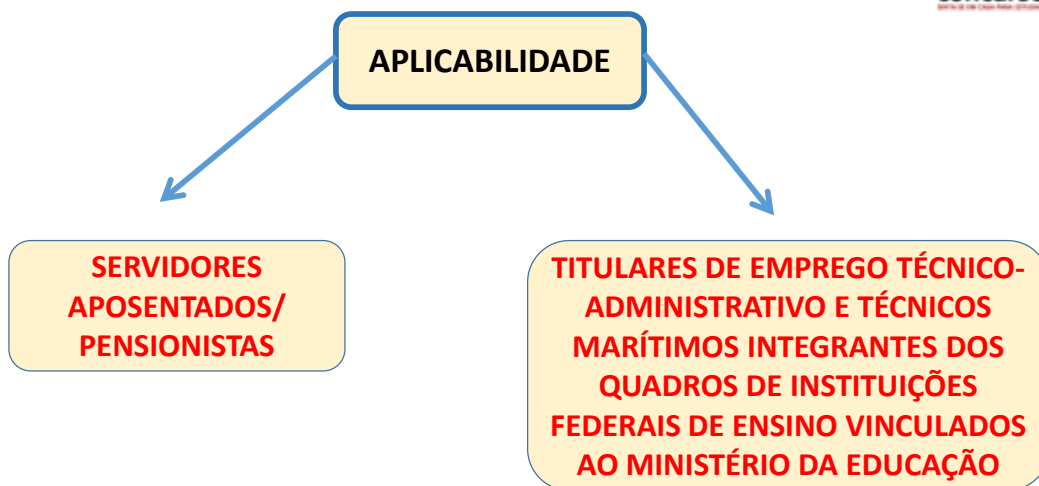 APLICABILIDADE
SERVIDORES
APOSENTADOS/
PENSIONISTAS
TITULARES DE EMPREGO TÉCNICO-
ADMINISTRATIVO E TÉCNICOS
MARÍTIMOS INTEGRANTES DOS
QUADROS DE INSTITUIÇÕES
FEDERAIS DE ENSINO VINCULADOS
AO MINISTÉRIO DA EDUCAÇÃO